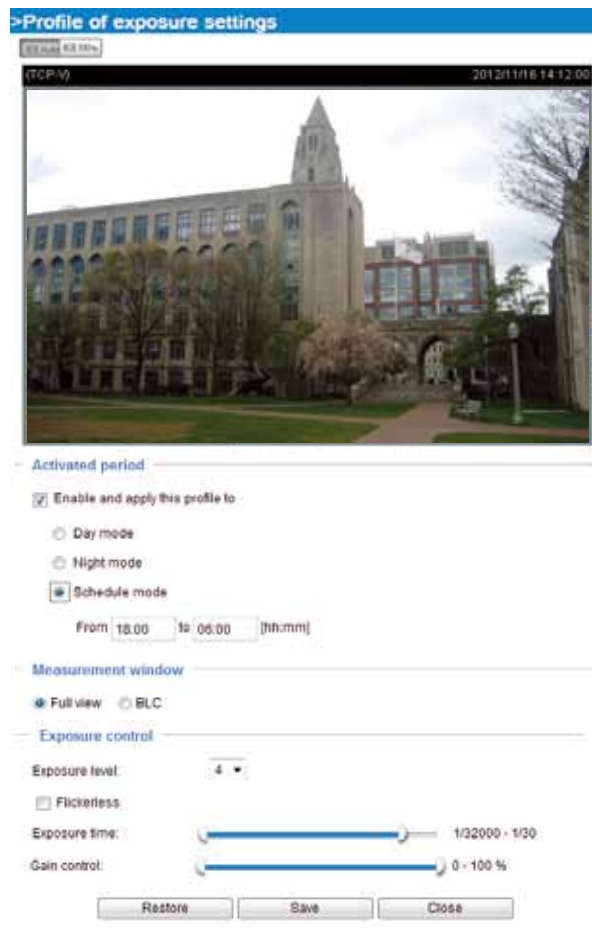 >Profile of exposure settings
(TCP-V) 2012/11/16 14:12:00
Activated period
Enable and apply this profile to
Day mode
Night mode
Schedule mode
From 18:00 to 06:00 [hh:mm]
Measurement window
Full view BLC
Exposure control
Exposure level: 4
Flickerless
Exposure time: 1/32000 - 1/30
Gain control: 0 - 100 %
Restore Save Close